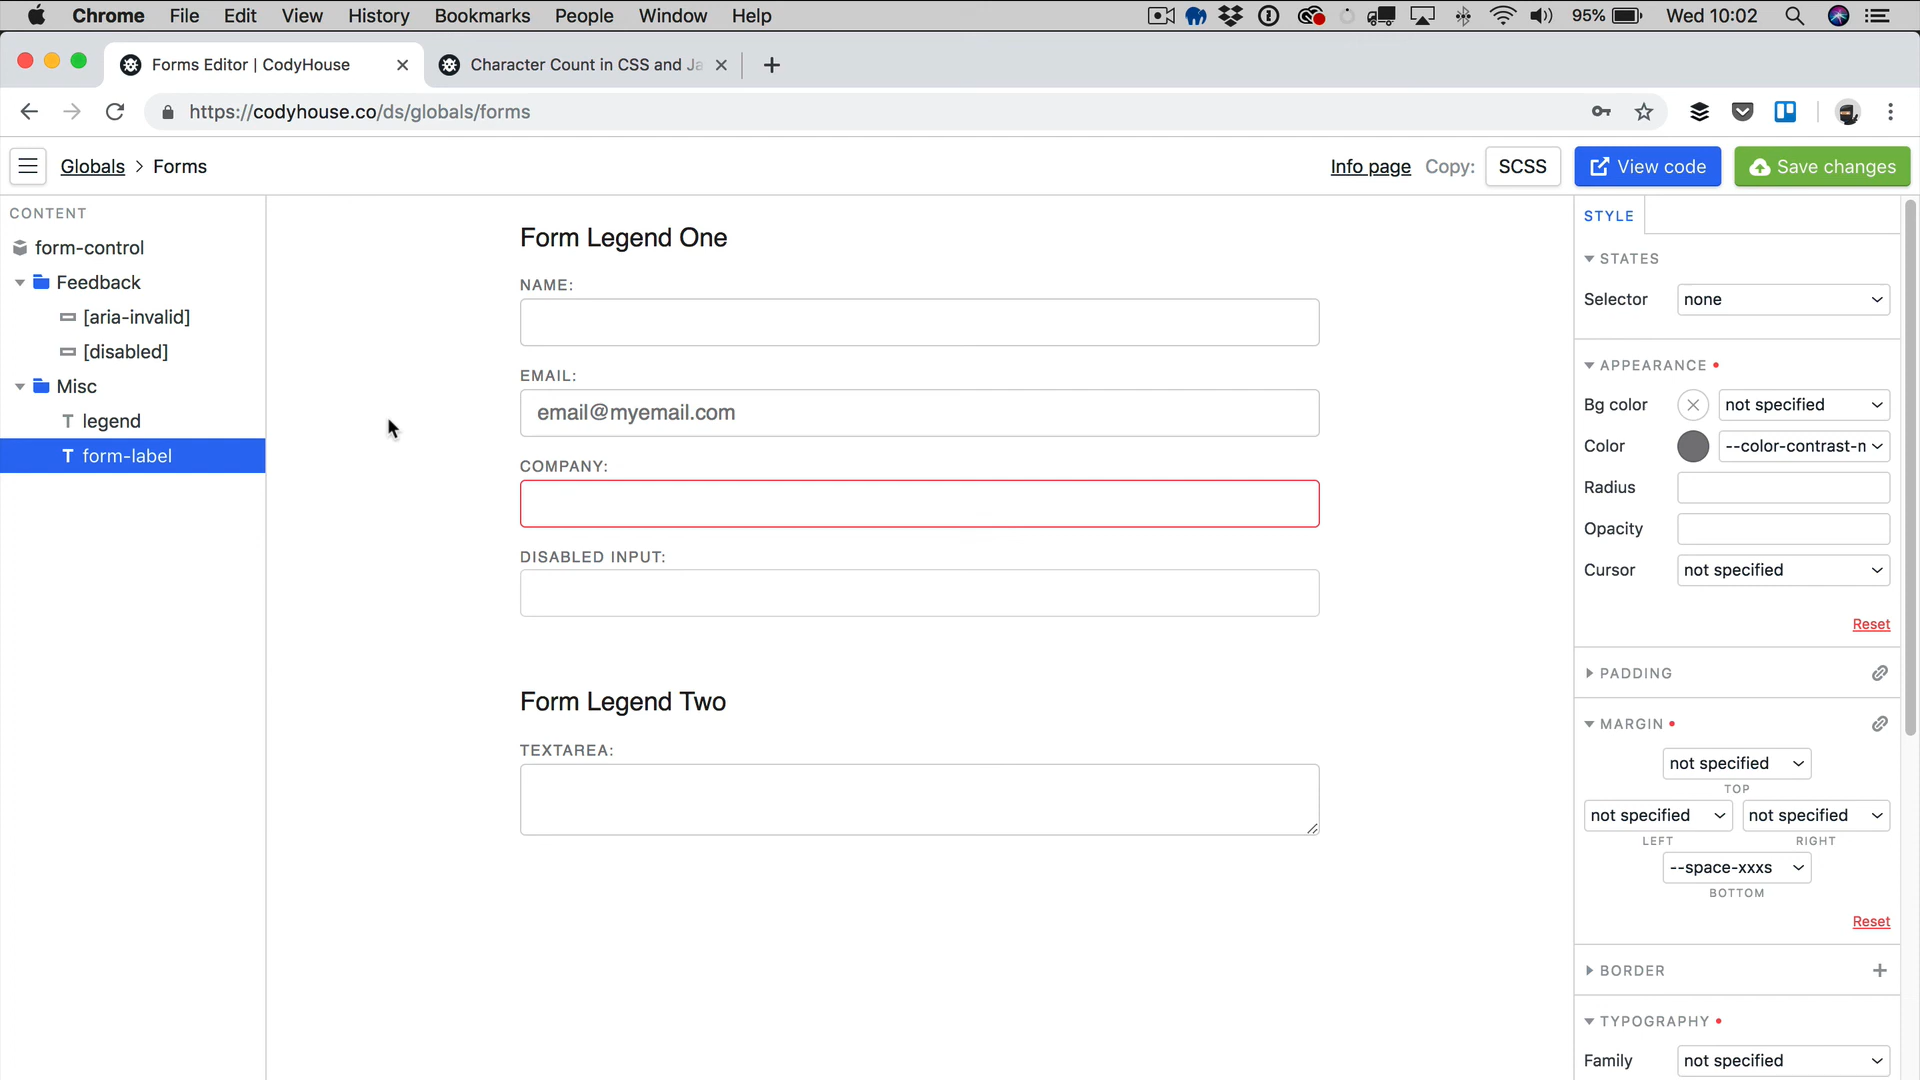 Chrome File Edit View History Bookmarks People Window Help 95% Wed 10:02
Forms Editor | CodyHouse
Character Count in CSS and Ja
https://codyhouse.co/ds/globals/forms
Globals > Forms
Info page Copy: SCSS View code Save changes
CONTENT
form-control
Feedback
[aria-invalid]
[disabled]
Misc
legend
form-label
Form Legend One
NAME:
EMAIL:
email@myemail.com
COMPANY:
DISABLED INPUT:
Form Legend Two
TEXTAREA:
STYLE
STATES
Selector none
APPEARANCE
Bg color not specified
Color --color-contrast-m
Radius
Opacity
Cursor not specified
Reset
PADDING
MARGIN
not specified
TOP
not specified not specified
LEFT RIGHT
--space-xxxs
BOTTOM
Reset
BORDER
TYPOGRAPHY
Family not specified